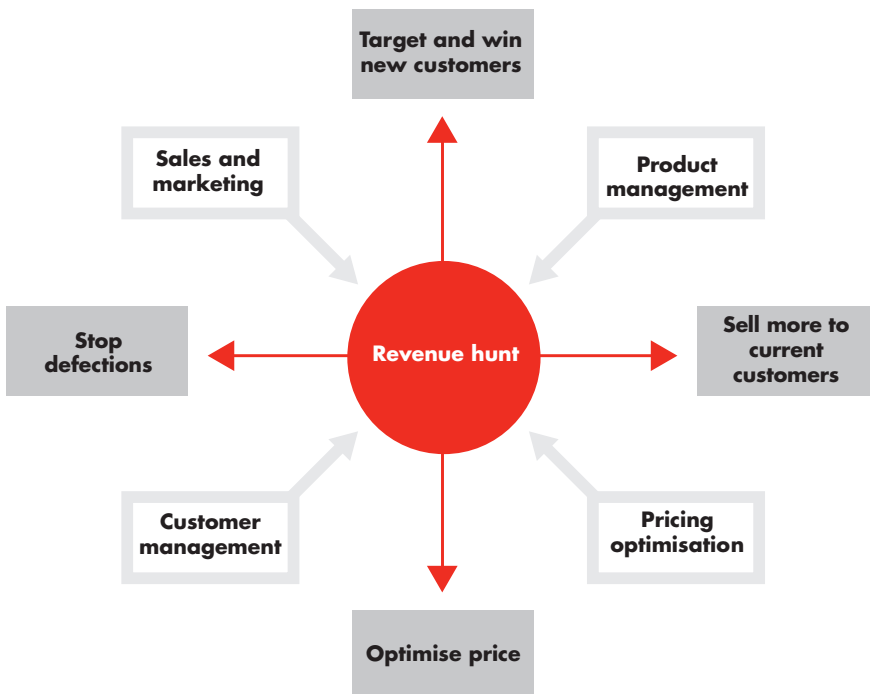 Target and win
new customers
Sales and
marketing
Product
management
Stop
defections
Revenue hunt
Sell more to
current
customers
Customer
management
Pricing
optimisation
Optimise price